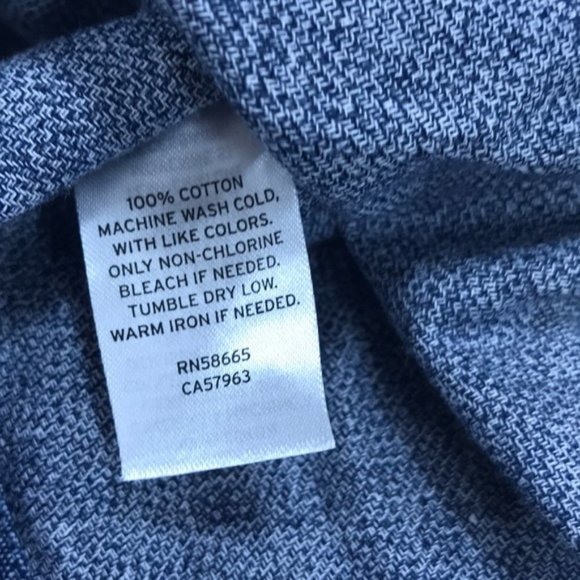 100% COTTON
MACHINE WASH COLD,
WITH LIKE COLORS.
ONLY NON-CHLORINE
BLEACH IF NEEDED.
TUMBLE DRY LOW.
WARM IRON IF NEEDED.
RN58665
CA57963